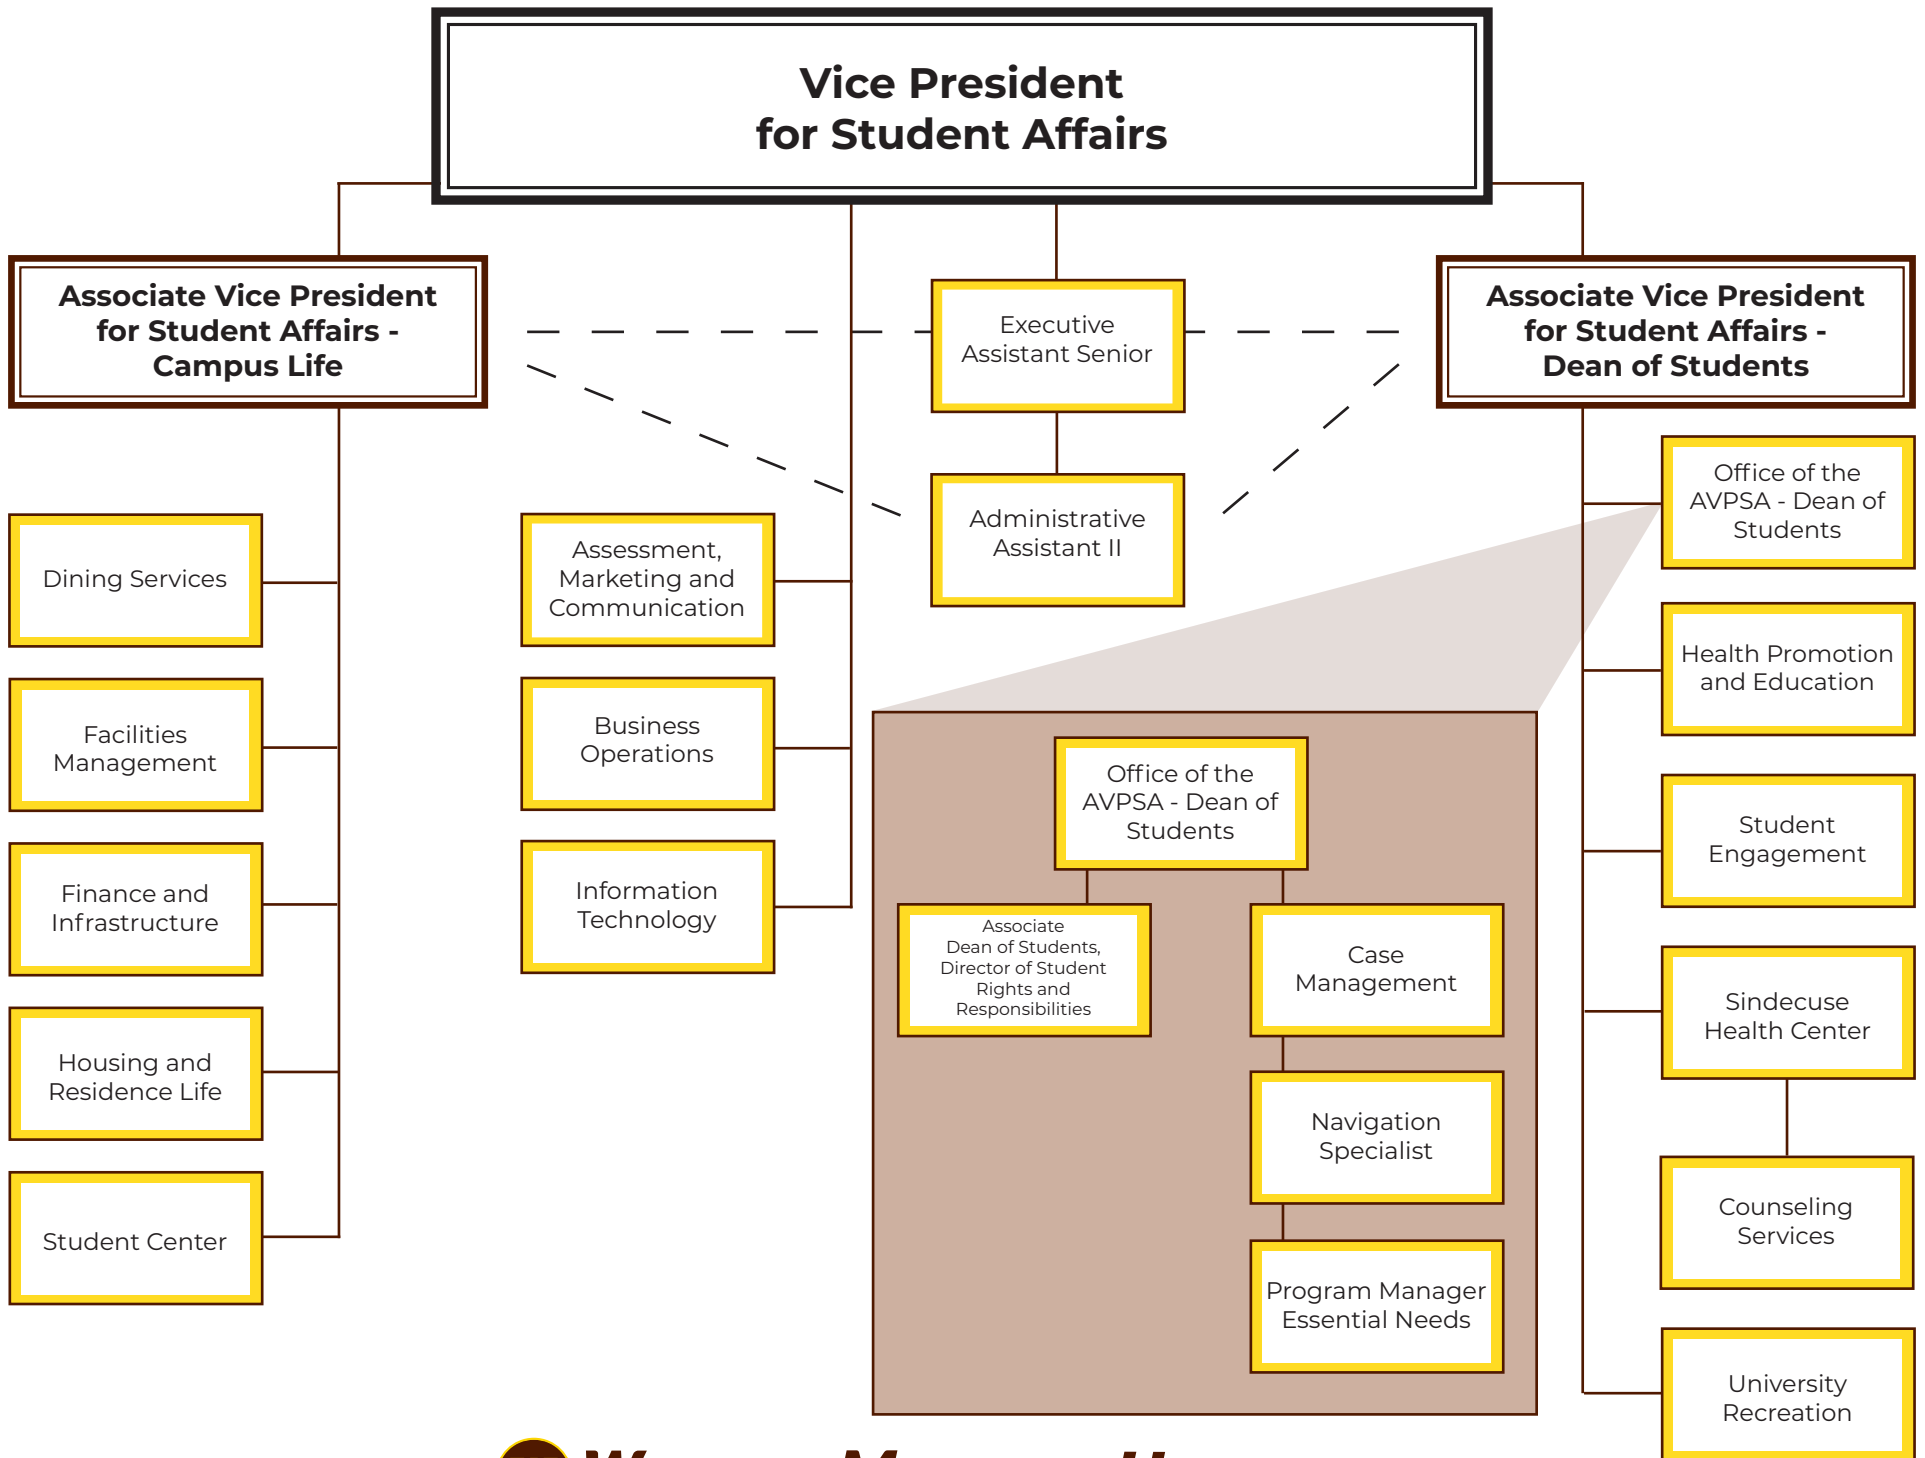 Vice President
for Student Affairs
Associate Vice President
for Student Affairs -
Campus Life
Executive
Assistant Senior
Associate Vice President
for Student Affairs -
Dean of Students
Administrative
Assistant II
Dining Services
Facilities
Management
Finance and
Infrastructure
Housing and
Residence Life
Student Center
Assessment,
Marketing and
Communication
Business
Operations
Information
Technology
Office of the
AVPSA - Dean of
Students
Associate
Dean of Students,
Director of Student
Rights and
Responsibilities
Case
Management
Navigation
Specialist
Program Manager
Essential Needs
Office of the
AVPSA - Dean of
Students
Health Promotion
and Education
Student
Engagement
Sindecuse
Health Center
Counseling
Services
University
Recreation